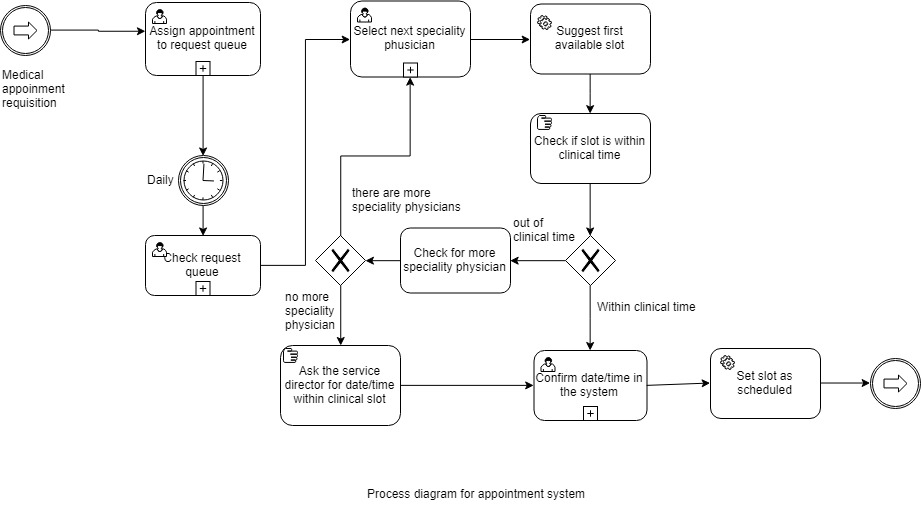 Medical
appoinment
requisition
Assign appointment
to request queue
Daily
Check request
queue
Select next speciality
phusician
Suggest first
available slot
Check if slot is within
clinical time
out of
clinical time
Check for more
speciality physician
there are more
speciality physicians
no more
speciality
physician
Within clinical time
Ask the service
director for date/time
within clinical slot
Confirm date/time in
the system
Set slot as
scheduled
Process diagram for appointment system